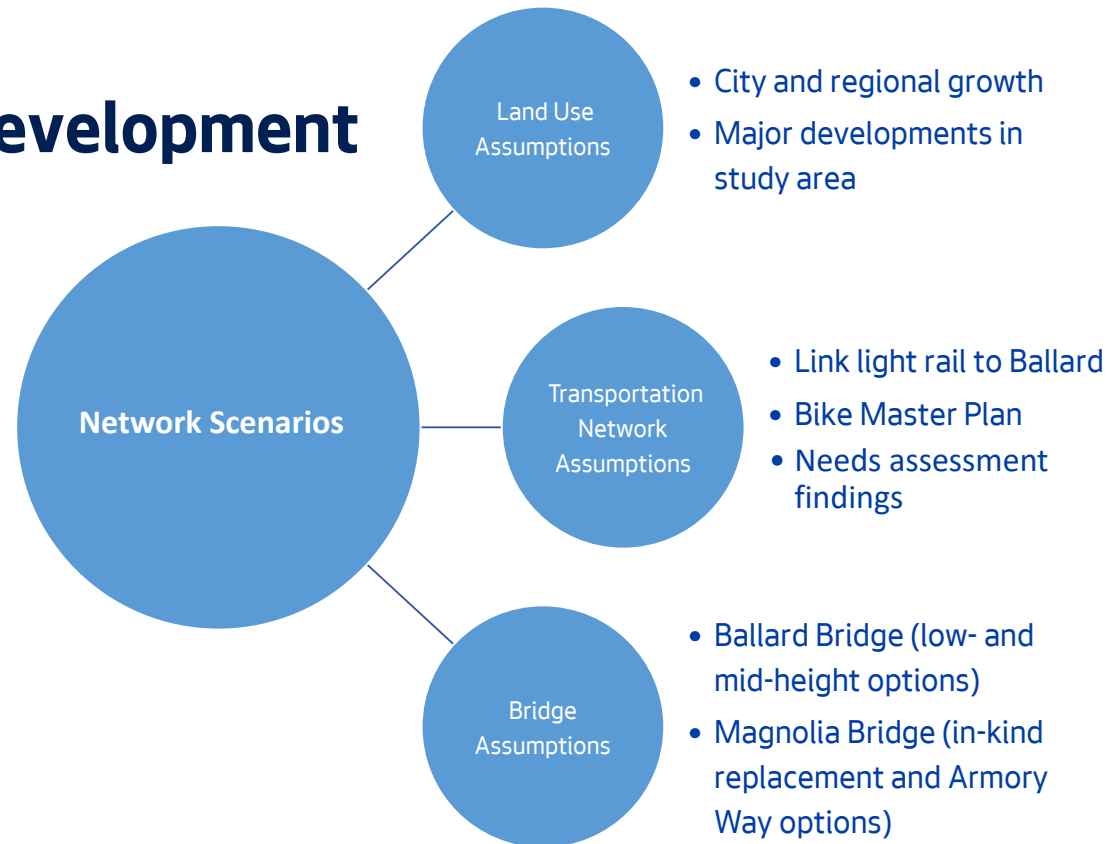 evelopment
Land Use
Assumptions
• City and regional growth
• Major developments in
study area
Network Scenarios
Transportation
Network
Assumptions
• Link light rail to Ballard
• Bike Master Plan
• Needs assessment
findings
Bridge
Assumptions
• Ballard Bridge (low- and
mid-height options)
• Magnolia Bridge (in-kind
replacement and Armory
Way options)